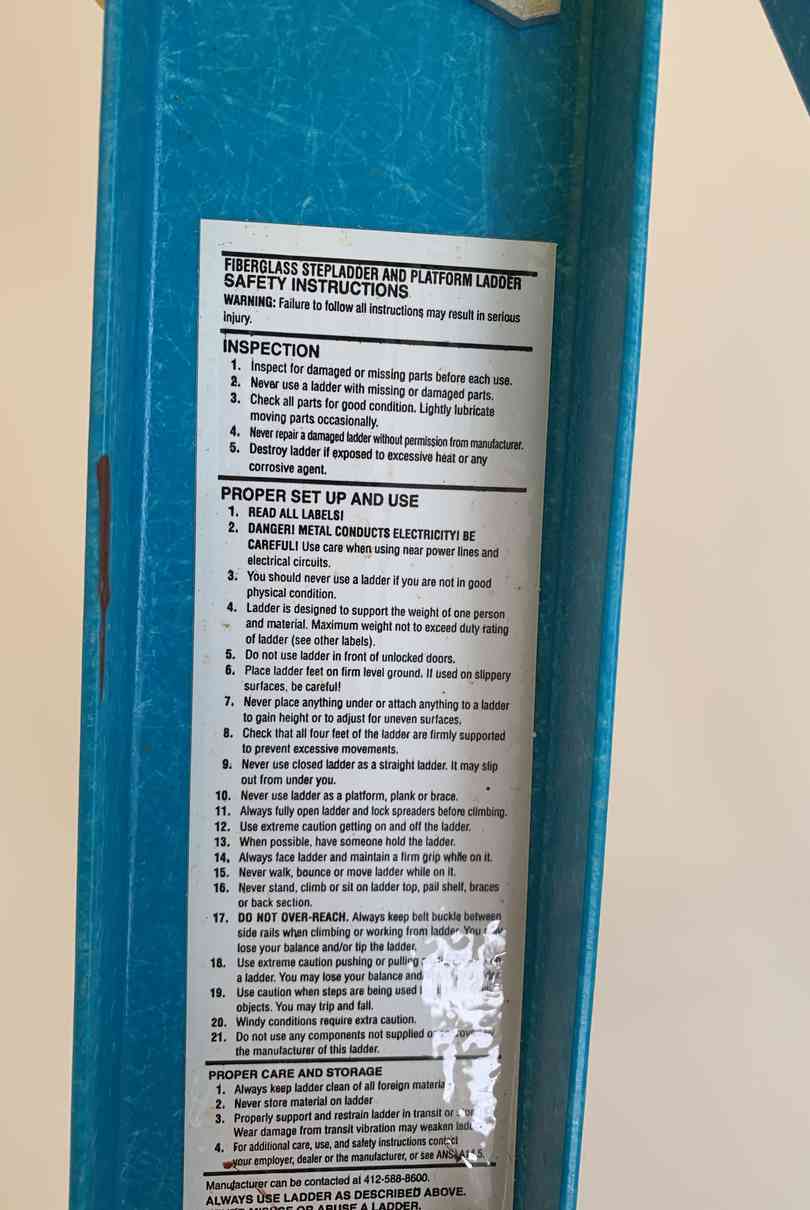 FIBERGLASS STEPLADDER AND PLATFORM LADDER
SAFETY INSTRUCTIONS
WARNING: Failure to follow all instructions may result in serious
injury.
INSPECTION
1. Inspect for damaged or missing parts before each use.
2. Never use a ladder with missing or damaged parts.
3. Check all parts for good condition. Lightly lubricate
moving parts occasionally.
4. Never repair a damaged ladder without permission from manufacturer.
5. Destroy ladder if exposed to excessive heat or any
corrosive agent.
PROPER SET UP AND USE
1. READ ALL LABELS!
2. DANGER! METAL CONDUCTS ELECTRICITY! BE
CAREFUL! Use care when using near power lines and
electrical circuits.
3. You should never use a ladder if you are not in good
physical condition.
4. Ladder is designed to support the weight of one person
and material. Maximum weight not to exceed duty rating
of ladder (see other labels).
5. Do not use ladder in front of unlocked doors.
6. Place ladder feet on firm level ground. If used on slippery
surfaces, be careful!
7. Never place anything under or attach anything to a ladder
to gain height or to adjust for uneven surfaces.
8. Check that all four feet of the ladder are firmly supported
to prevent excessive movements.
9. Never use closed ladder as a straight ladder. It may slip
out from under you.
10. Never use ladder as a platform, plank or brace.
11. Always fully open ladder and lock spreaders before climbing.
12. Use extreme caution getting on and off the ladder.
13. When possible, have someone hold the ladder.
14. Always face ladder and maintain a firm grip while on it.
15. Never walk, bounce or move ladder while on it.
16. Never stand, climb or sit on ladder top, pail shelf, braces
or back section.
17. DO NOT OVER-REACH. Always keep belt buckle between
side rails when climbing or working from ladder. You
lose your balance and/or tip the ladder.
18. Use extreme caution pushing or pulling
a ladder. You may lose your balance and
19. Use caution when steps are being used
objects. You may trip and fall.
20. Windy conditions require extra caution.
21. Do not use any components not supplied
the manufacturer of this ladder.
PROPER CARE AND STORAGE
1. Always keep ladder clean of all foreign
2. Never store material on ladder
3. Properly support and restrain ladder in transit or
Wear damage from transit vibration may weaken
4. For additional care, use, and safety instructions contact
your employer, dealer or the manufacturer, or see
Manufacturer can be contacted at 412-588-8600.
ALWAYS USE LADDER AS DESCRIBED ABOVE.
MISUSE OR ABUSE A LADDER.